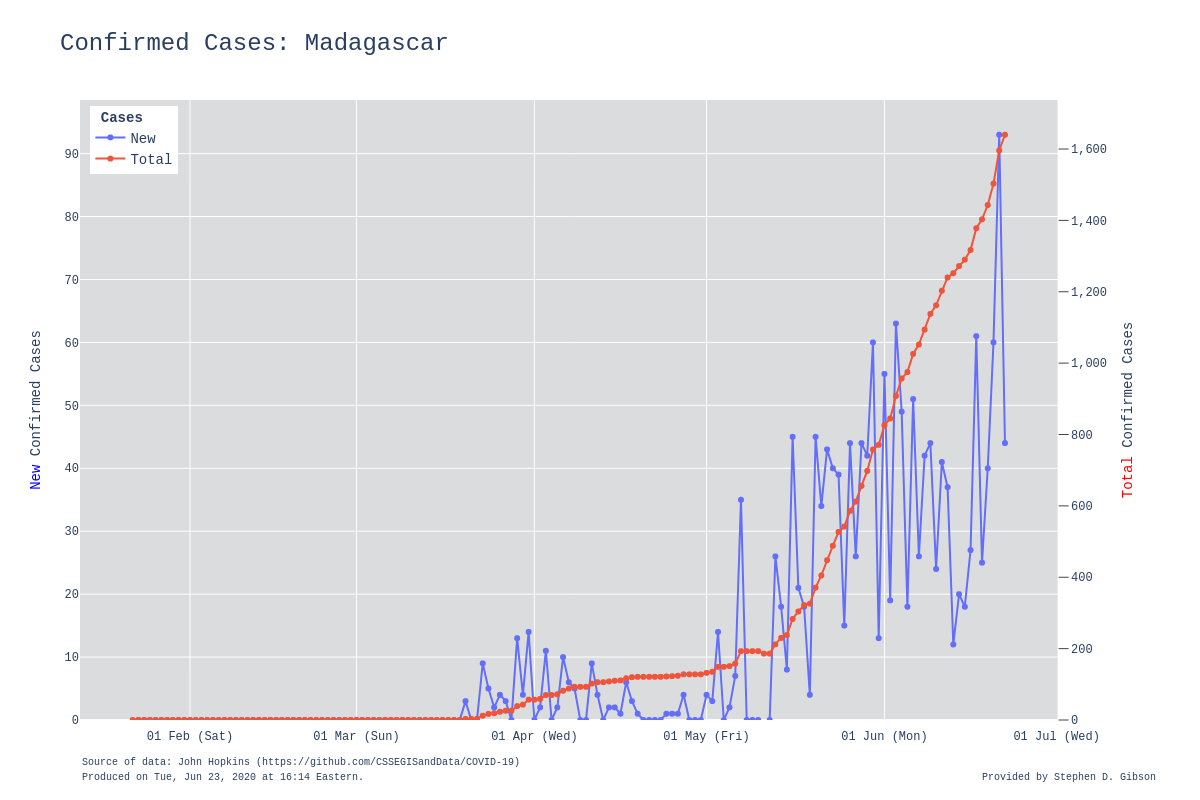 Confirmed Cases: Madagascar
Cases
New
Total
90
80
70
60
50
40
30
20
10
0
New Confirmed Cases
1,600
1,400
1,200
1,000
800
600
400
200
0
Total Confirmed Cases
01 Feb (Sat)
01 Mar (Sun)
01 Apr (Wed)
01 May (Fri)
01 Jun (Mon)
01 Jul (Wed)
Source of data: John Hopkins (https://github.com/CSSEGISandData/COVID-19)
Produced on Tue, Jun 23, 2020 at 16:14 Eastern.
Provided by Stephen D. Gibson